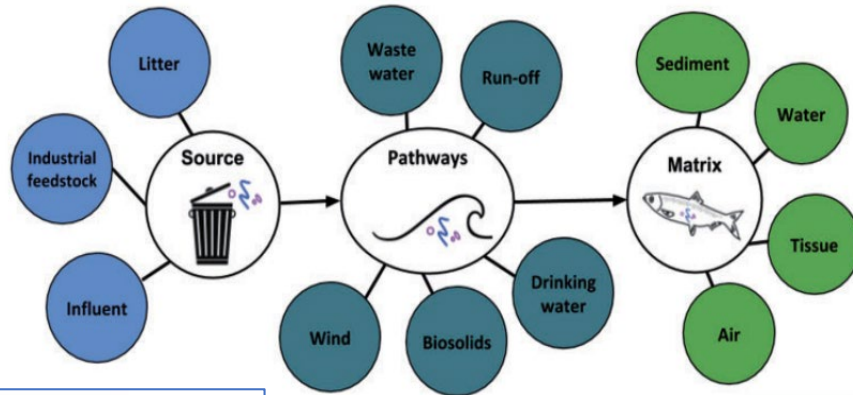 Litter
Industrial
feedstock
Influent
Source
Waste
water
Run-off
Pathways
Wind
Biosolids
Drinking
water
Sediment
Water
Matrix
Tissue
Air